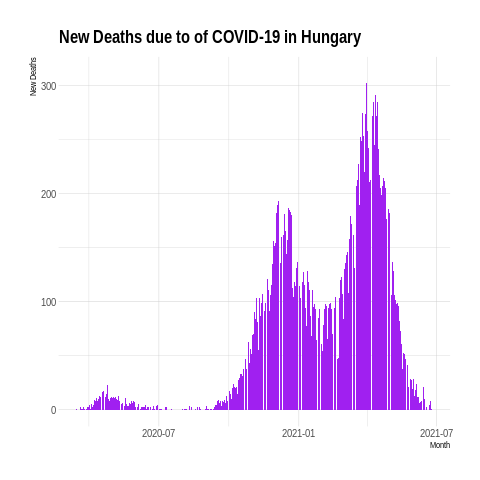 New Deaths due to of COVID-19 in Hungary
New Deaths
300
200
100
0
2020-07
2021-01
2021-07
Month